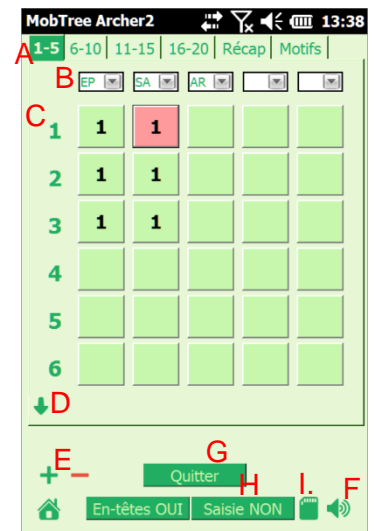 MobTree Archer2 13:38
A 1-5 6-10 11-15 16-20 Récap Motifs
B EP SA AR
C 1 1 1
2 1 1
3 1 1
4
5
6
D
E + − Quitter G
En-têtes OUI Saisie NON H I. F